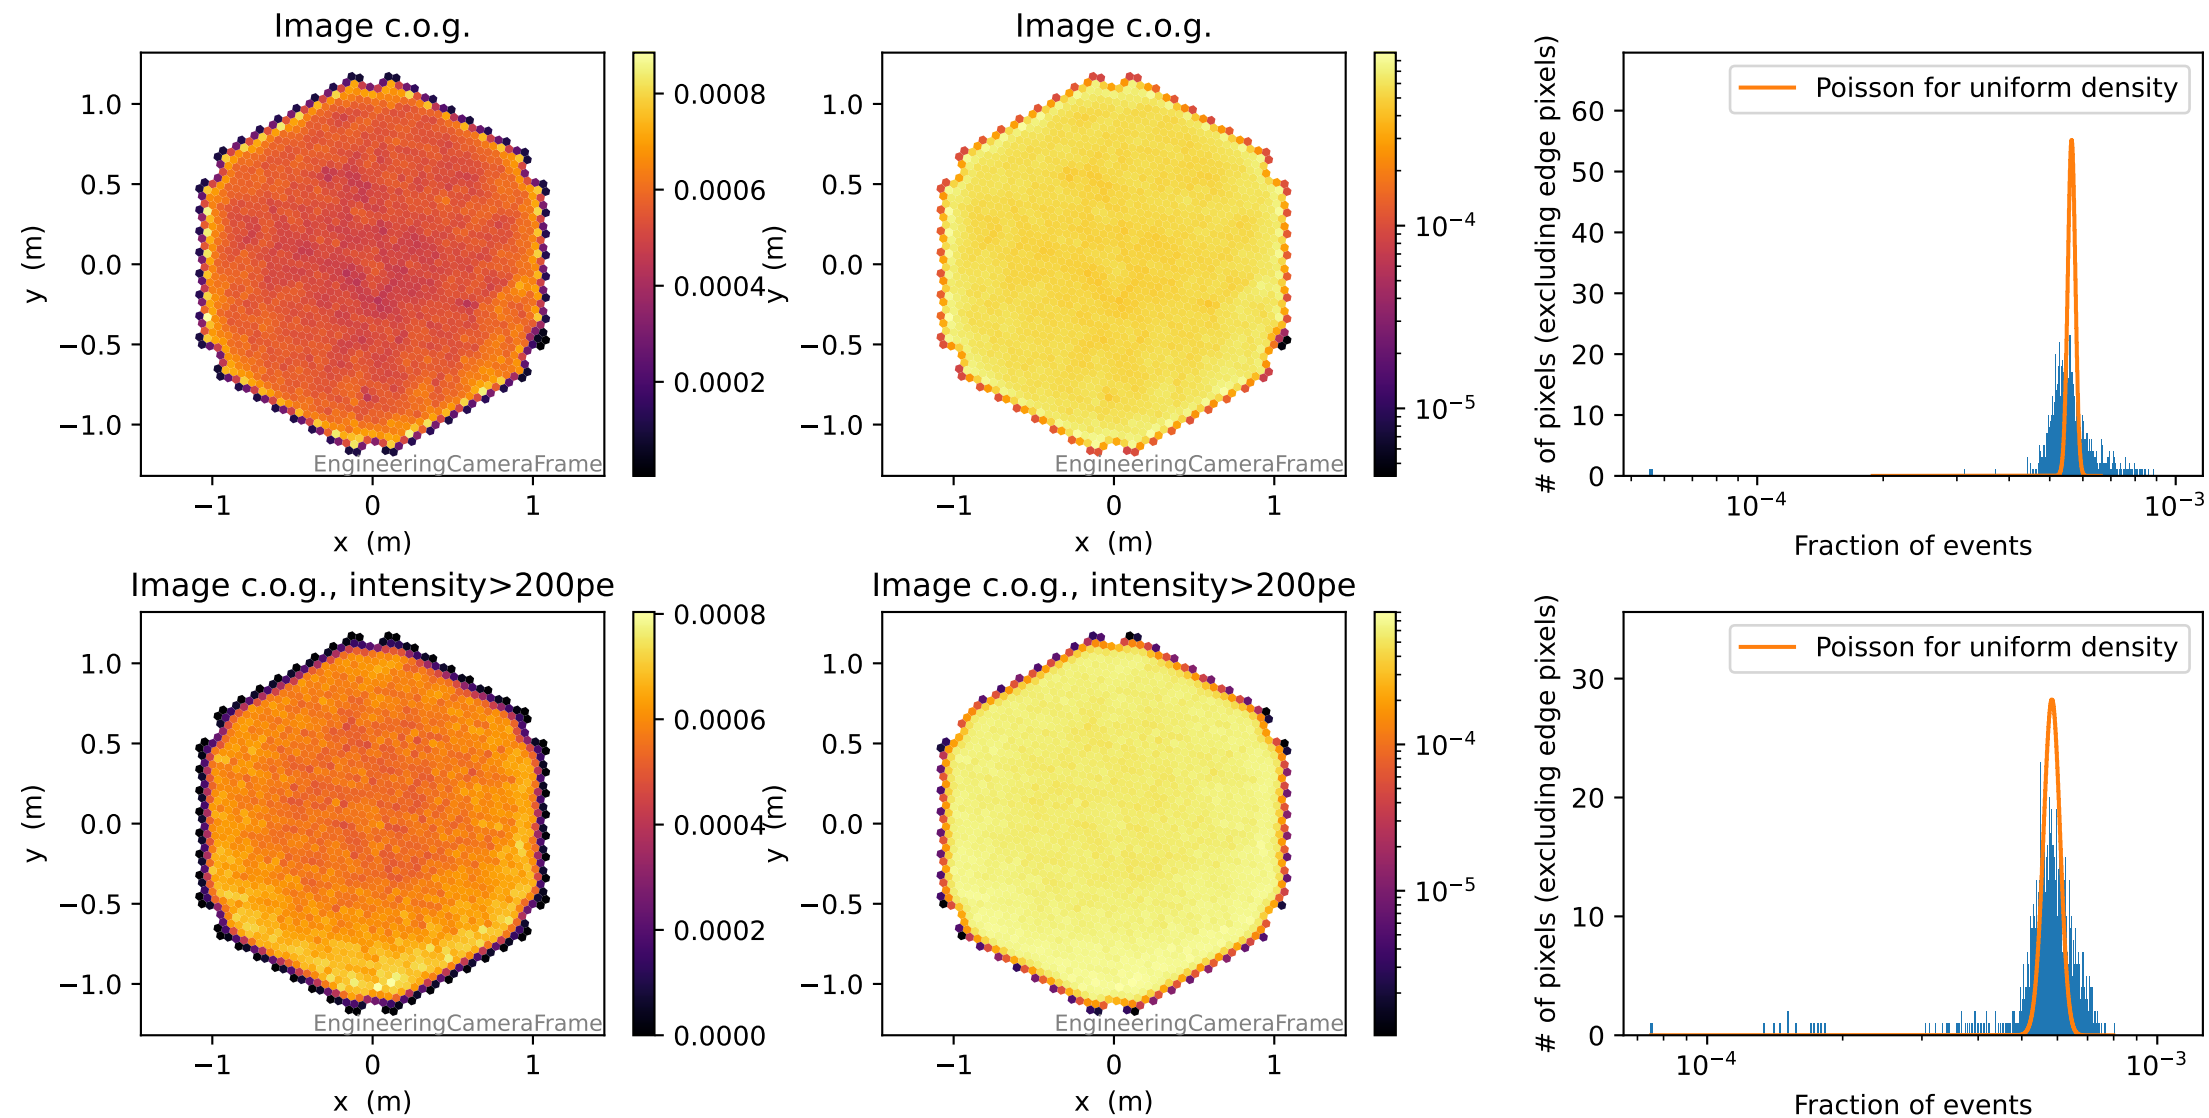 Image c.o.g.
y (m)
1.0
0.5
0.0
−0.5
−1.0
−1
0
1
x (m)
EngineeringCameraFrame
0.0008
0.0006
0.0004
0.0002
Image c.o.g.
y (m)
1.0
0.5
0.0
−0.5
−1.0
−1
0
1
x (m)
EngineeringCameraFrame
10−4
10−5
# of pixels (excluding edge pixels)
60
50
40
30
20
10
0
Poisson for uniform density
10−4
10−3
Fraction of events
Image c.o.g., intensity>200pe
y (m)
1.0
0.5
0.0
−0.5
−1.0
−1
0
1
x (m)
EngineeringCameraFrame
0.0008
0.0006
0.0004
0.0002
0.0000
Image c.o.g., intensity>200pe
y (m)
1.0
0.5
0.0
−0.5
−1.0
−1
0
1
x (m)
EngineeringCameraFrame
10−4
10−5
# of pixels (excluding edge pixels)
30
20
10
0
Poisson for uniform density
10−4
10−3
Fraction of events